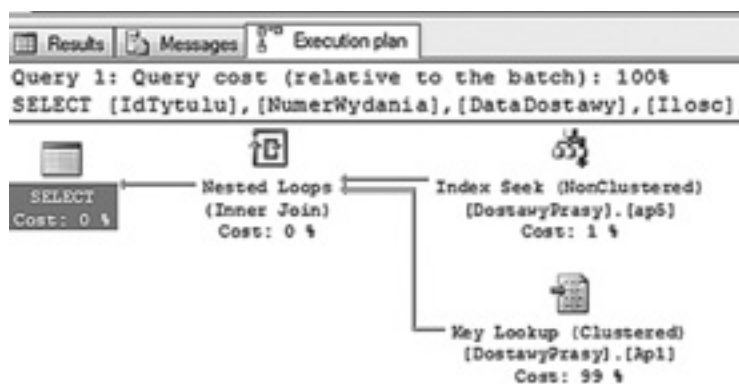 Results Messages Execution plan
Query 1: Query cost (relative to the batch): 100%
SELECT [IdTytulu],[NumerWydania],[DataDostawy],[Ilosc]
SELECT
Cost: 0 %
Nested Loops
(Inner Join)
Cost: 0 %
Index Seek (NonClustered)
[DostawyPrasy].[ap5]
Cost: 1 %
Key Lookup (Clustered)
[DostawyPrasy].[Ap1]
Cost: 99 %